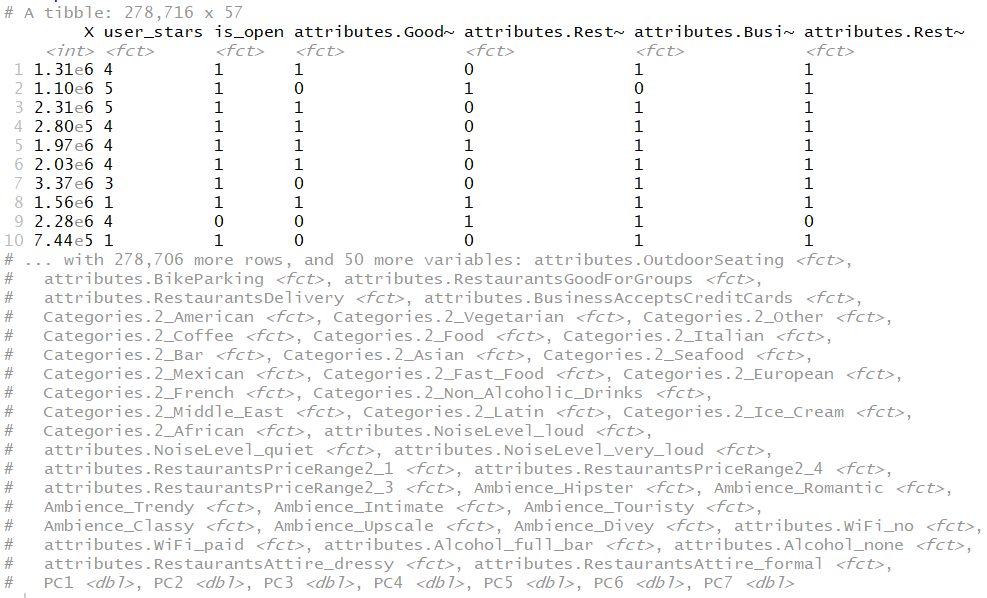 # A tibble: 278,716 x 57
X user_stars is_open attributes.Good~ attributes.Rest~ attributes.Busi~ attributes.Rest~
<int> <fct> <fct> <fct> <fct> <fct> <fct>
1 1.31e6 4 1 1 0 1 1
2 1.10e6 5 1 0 1 0 1
3 2.31e6 5 1 1 0 1 1
4 2.80e5 4 1 1 0 1 1
5 1.97e6 4 1 1 1 1 1
6 2.03e6 4 1 1 0 1 1
7 3.37e6 3 1 0 0 1 1
8 1.56e6 1 1 1 1 1 1
9 2.28e6 4 0 0 1 1 0
10 7.44e5 1 1 0 0 1 1
# ... with 278,706 more rows, and 50 more variables: attributes.OutdoorSeating <fct>,
# attributes.BikeParking <fct>, attributes.RestaurantsGoodForGroups <fct>,
# attributes.RestaurantsDelivery <fct>, attributes.BusinessAcceptsCreditCards <fct>,
# Categories.2_American <fct>, Categories.2_Vegetarian <fct>, Categories.2_Other <fct>,
# Categories.2_Coffee <fct>, Categories.2_Food <fct>, Categories.2_Italian <fct>,
# Categories.2_Bar <fct>, Categories.2_Asian <fct>, Categories.2_Seafood <fct>,
# Categories.2_Mexican <fct>, Categories.2_Fast_Food <fct>, Categories.2_European <fct>,
# Categories.2_French <fct>, Categories.2_Non_Alcoholic_Drinks <fct>,
# Categories.2_Middle_East <fct>, Categories.2_Latin <fct>, Categories.2_Ice_Cream <fct>,
# Categories.2_African <fct>, attributes.NoiseLevel_loud <fct>,
# attributes.NoiseLevel_quiet <fct>, attributes.NoiseLevel_very_loud <fct>,
# attributes.RestaurantsPriceRange2_1 <fct>, attributes.RestaurantsPriceRange2_4 <fct>,
# attributes.RestaurantsPriceRange2_3 <fct>, Ambience_Hipster <fct>, Ambience_Romantic <fct>,
# Ambience_Trendy <fct>, Ambience_Intimate <fct>, Ambience_Touristy <fct>,
# Ambience_Classy <fct>, Ambience_Upscale <fct>, Ambience_Divey <fct>, attributes.WiFi_no <fct>,
# attributes.WiFi_paid <fct>, attributes.Alcohol_full_bar <fct>, attributes.Alcohol_none <fct>,
# attributes.RestaurantsAttire_dressy <fct>, attributes.RestaurantsAttire_formal <fct>,
# PC1 <dbl>, PC2 <dbl>, PC3 <dbl>, PC4 <dbl>, PC5 <dbl>, PC6 <dbl>, PC7 <dbl>